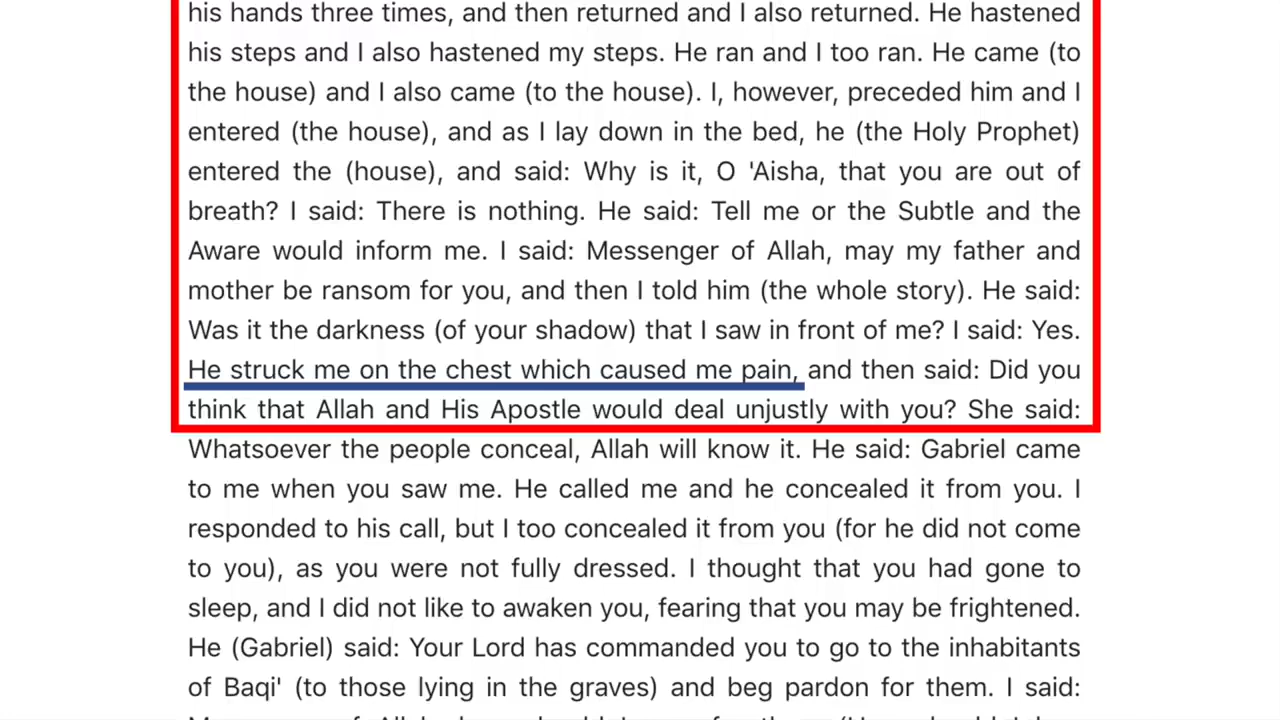 his hands three times, and then returned and I also returned. He hastened
his steps and I also hastened my steps. He ran and I too ran. He came (to
the house) and I also came (to the house). I, however, preceded him and I
entered (the house), and as I lay down in the bed, he (the Holy Prophet)
entered the (house), and said: Why is it, O 'Aisha, that you are out of
breath? I said: There is nothing. He said: Tell me or the Subtle and the
Aware would inform me. I said: Messenger of Allah, may my father and
mother be ransom for you, and then I told him (the whole story). He said:
Was it the darkness (of your shadow) that I saw in front of me? I said: Yes.
He struck me on the chest which caused me pain, and then said: Did you
think that Allah and His Apostle would deal unjustly with you? She said:
Whatsoever the people conceal, Allah will know it. He said: Gabriel came
to me when you saw me. He called me and he concealed it from you. I
responded to his call, but I too concealed it from you (for he did not come
to you), as you were not fully dressed. I thought that you had gone to
sleep, and I did not like to awaken you, fearing that you may be frightened.
He (Gabriel) said: Your Lord has commanded you to go to the inhabitants
of Baqi' (to those lying in the graves) and beg pardon for them. I said: